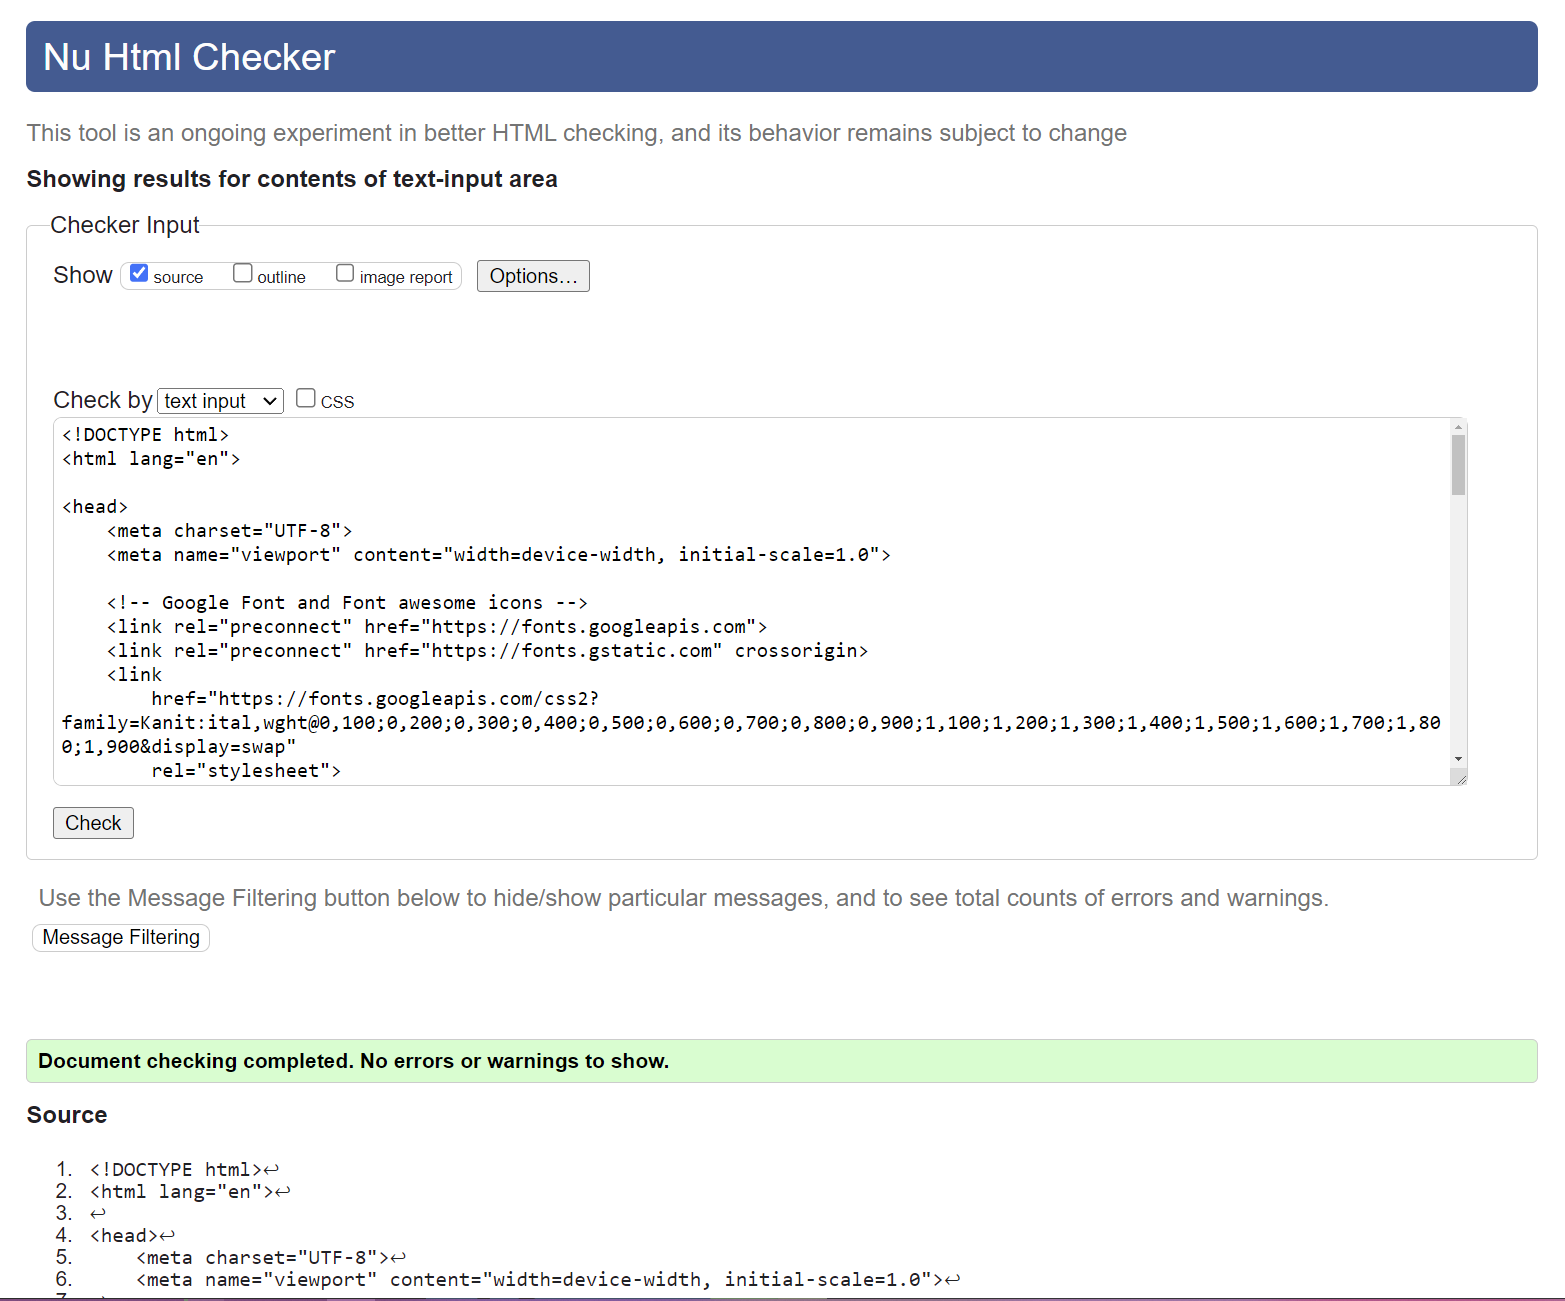 Nu Html Checker
This tool is an ongoing experiment in better HTML checking, and its behavior remains subject to change
Showing results for contents of text-input area
Checker Input
Show source outline image report Options...
Check by text input CSS
<!DOCTYPE html>
<html lang="en">
<head>
<meta charset="UTF-8">
<meta name="viewport" content="width=device-width, initial-scale=1.0">
<!-- Google Font and Font awesome icons -->
<link rel="preconnect" href="https://fonts.googleapis.com">
<link rel="preconnect" href="https://fonts.gstatic.com" crossorigin>
<link
href="https://fonts.googleapis.com/css2?
family=Kanit:ital,wght@0,100;0,200;0,300;0,400;0,500;0,600;0,700;0,800;0,900;1,100;1,200;1,300;1,400;1,500;1,600;1,700;1,80
0;1,900&display=swap"
rel="stylesheet">
Check
Use the Message Filtering button below to hide/show particular messages, and to see total counts of errors and warnings.
Message Filtering
Document checking completed. No errors or warnings to show.
Source
1. <!DOCTYPE html>↩
2. <html lang="en">↩
3. ↩
4. <head>↩
5. <meta charset="UTF-8">↩
6. <meta name="viewport" content="width=device-width, initial-scale=1.0">↩